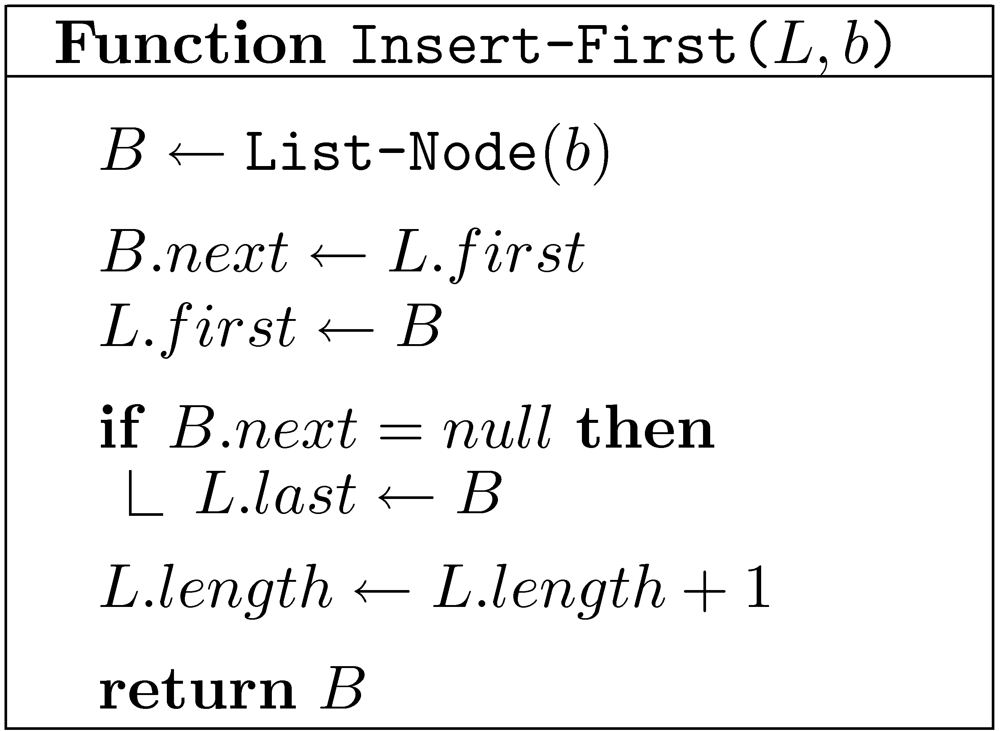 Function Insert-First(L, b)
B ← List-Node(b)
B.next ← L.first
L.first ← B
if B.next = null then
L.last ← B
L.length ← L.length + 1
return B